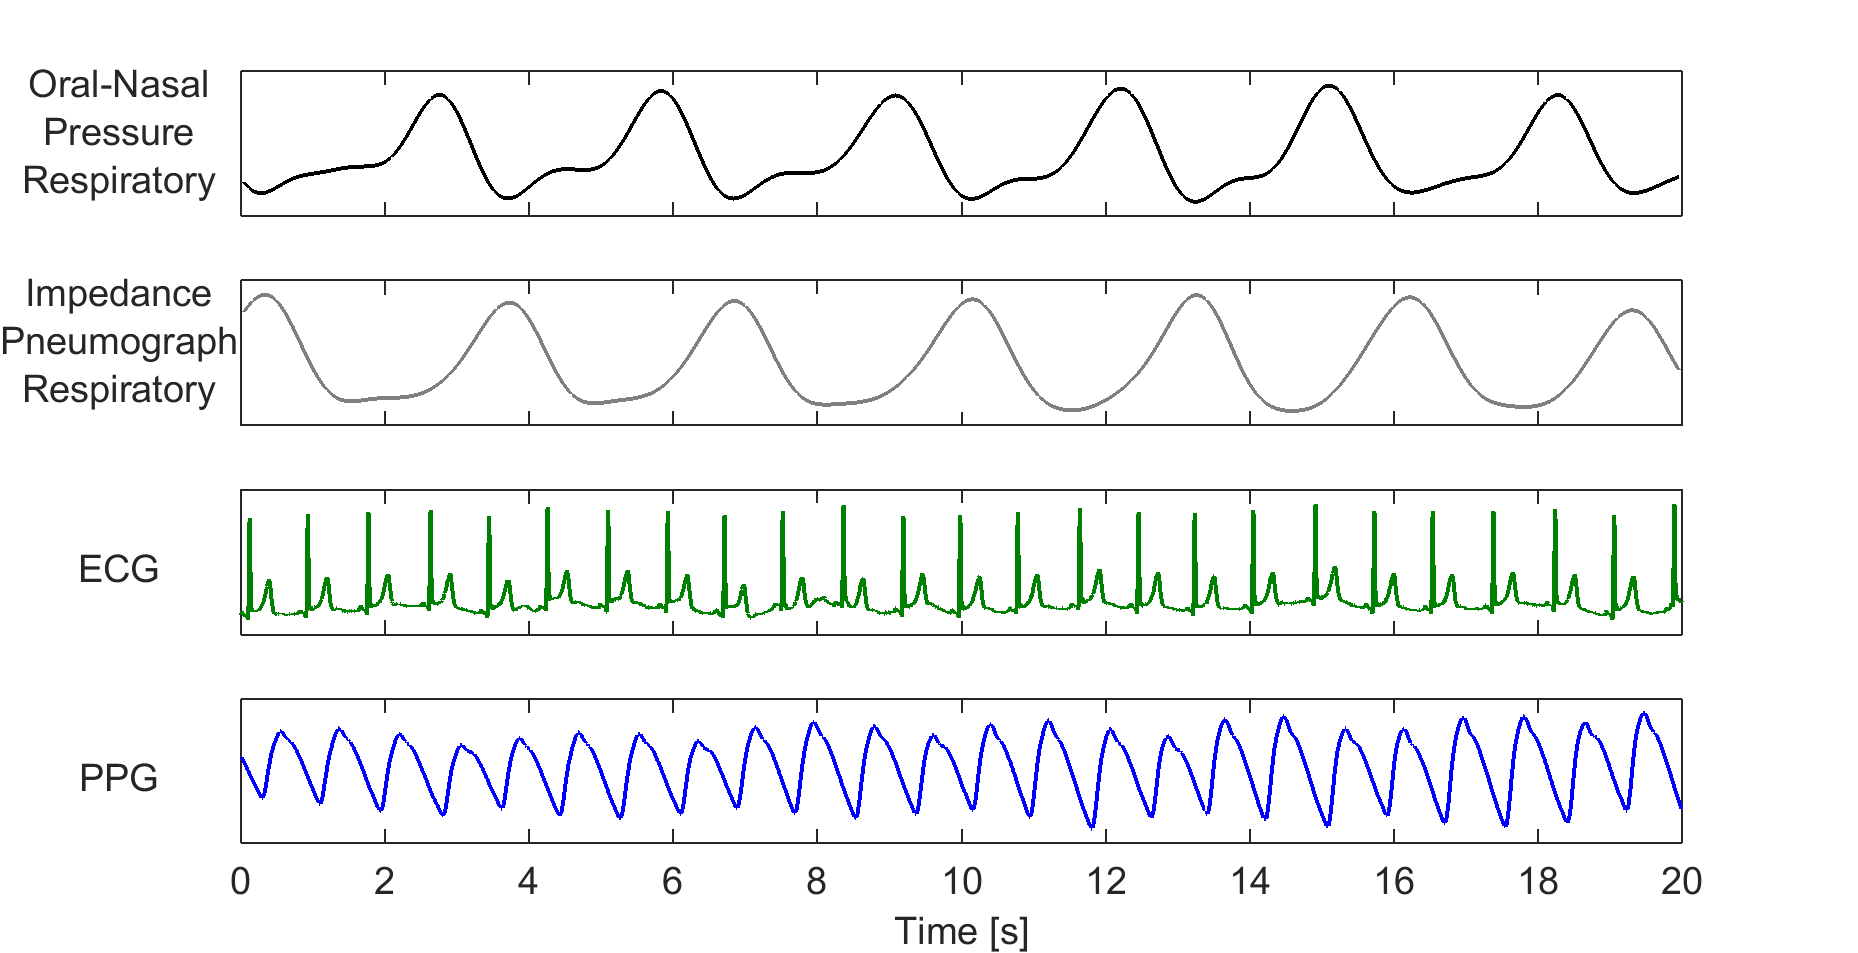 Oral-Nasal
Pressure
Respiratory
Impedance
Pneumograph
Respiratory
ECG
PPG
0 2 4 6 8 10 12 14 16 18 20
Time [s]